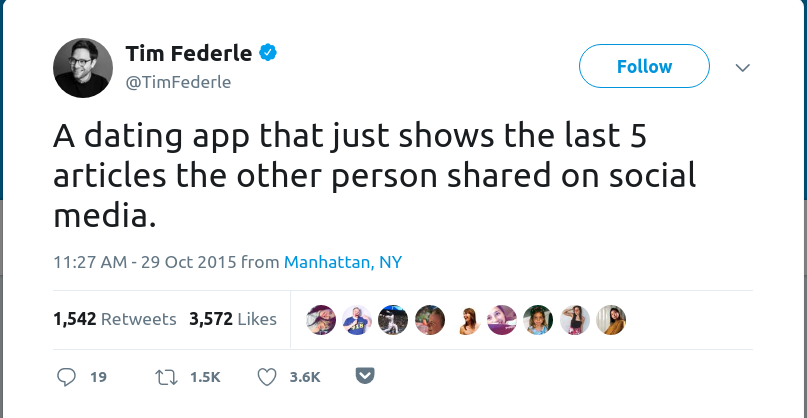 Tim Federle
@TimFederle
Follow
A dating app that just shows the last 5
articles the other person shared on social
media.
11:27 AM - 29 Oct 2015 from Manhattan, NY
1,542 Retweets 3,572 Likes
19 1.5K 3.6K